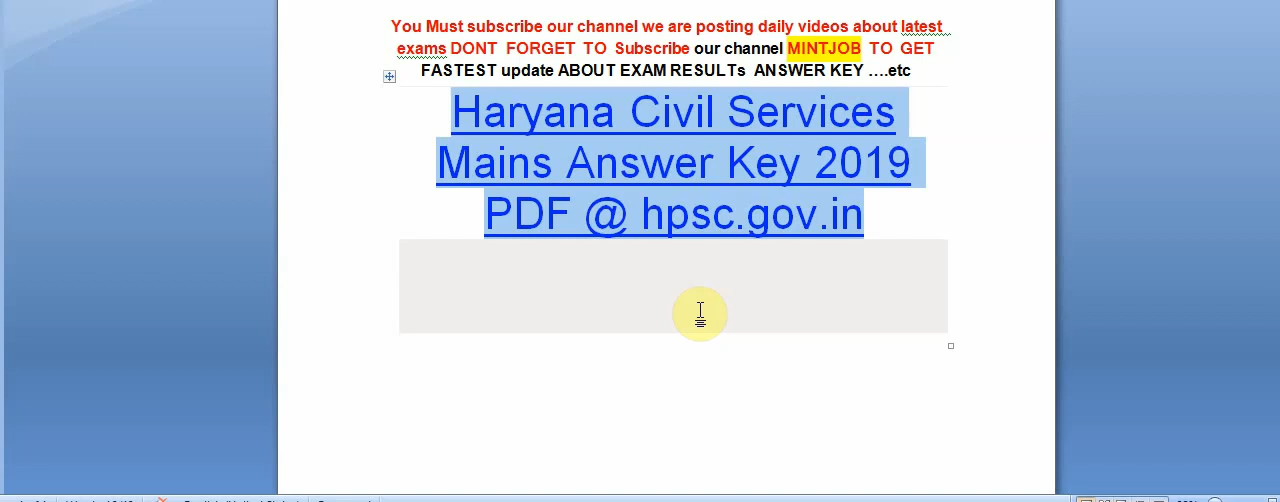 You Must subscribe our channel we are posting daily videos about latest
exams DONT FORGET TO Subscribe our channel MINTJOB TO GET
FASTEST update ABOUT EXAM RESULTs ANSWER KEY ....etc
Haryana Civil Services
Mains Answer Key 2019
PDF @ hpsc.gov.in